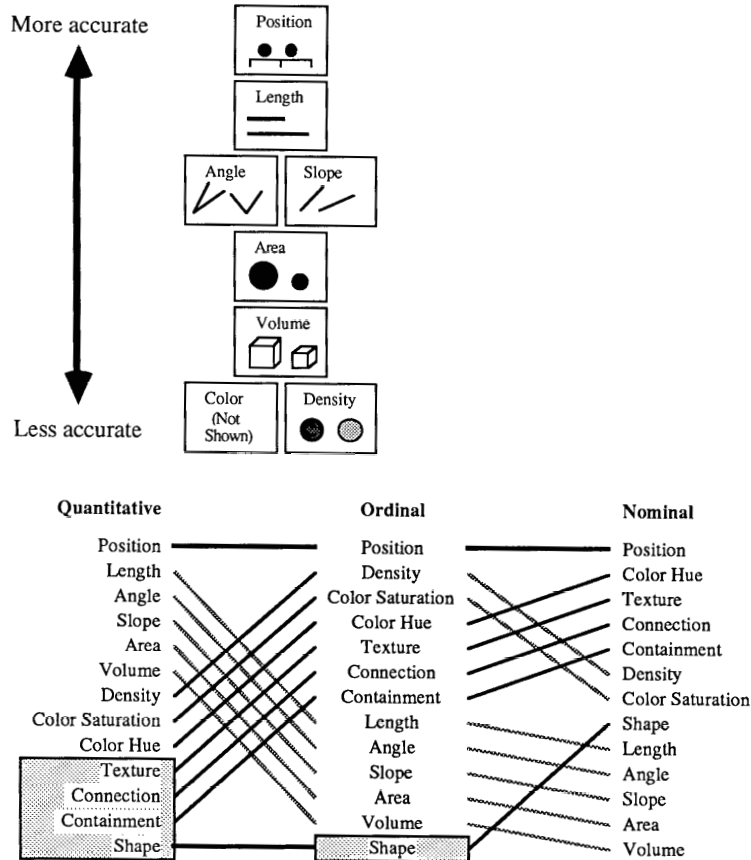 More accurate
Position
Length
Angle
Slope
Area
Volume
Color
(Not
Shown)
Density
Less accurate
Quantitative
Position
Length
Angle
Slope
Area
Volume
Density
Color Saturation
Color Hue
Texture
Connection
Containment
Shape
Ordinal
Position
Density
Color Saturation
Color Hue
Texture
Connection
Containment
Length
Angle
Slope
Area
Volume
Shape
Nominal
Position
Color Hue
Texture
Connection
Containment
Density
Color Saturation
Shape
Length
Angle
Slope
Area
Volume